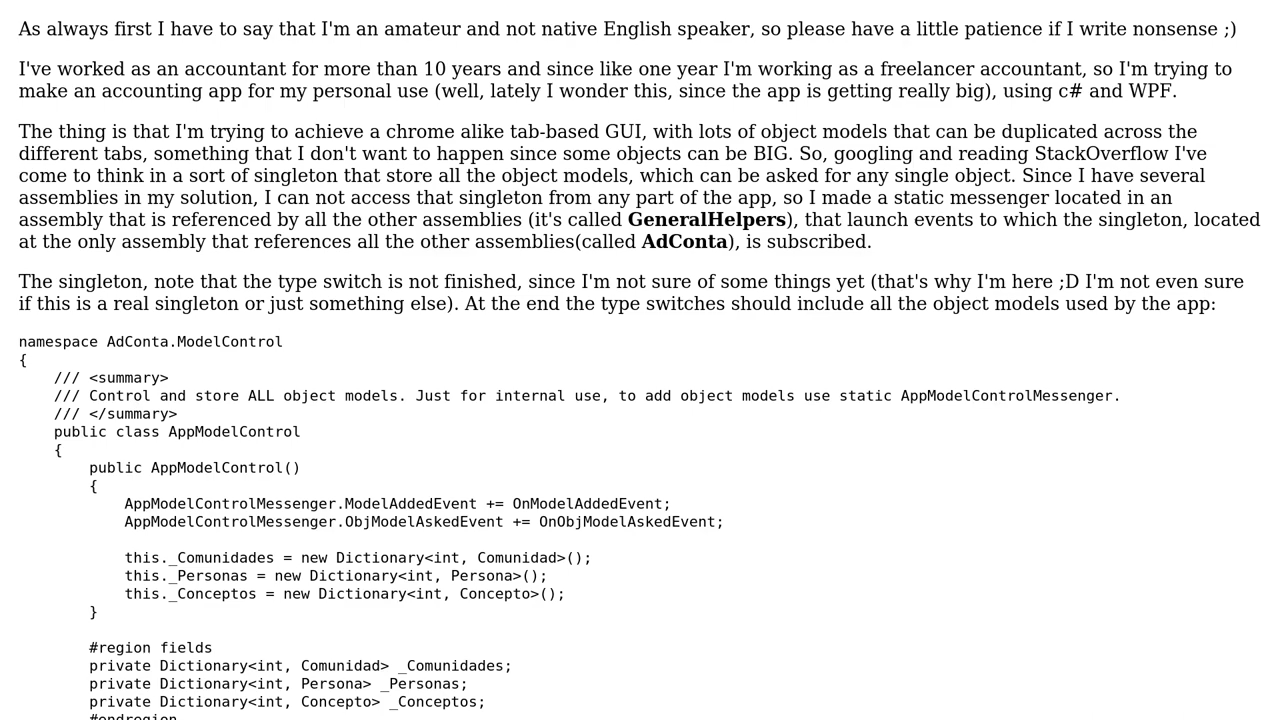 As always first I have to say that I'm an amateur and not native English speaker, so please have a little patience if I write nonsense ;)
I've worked as an accountant for more than 10 years and since like one year I'm working as a freelancer accountant, so I'm trying to
make an accounting app for my personal use (well, lately I wonder this, since the app is getting really big), using c# and WPF.
The thing is that I'm trying to achieve a chrome alike tab-based GUI, with lots of object models that can be duplicated across the
different tabs, something that I don't want to happen since some objects can be BIG. So, googling and reading StackOverflow I've
come to think in a sort of singleton that store all the object models, which can be asked for any single object. Since I have several
assemblies in my solution, I can not access that singleton from any part of the app, so I made a static messenger located in an
assembly that is referenced by all the other assemblies (it's called GeneralHelpers), that launch events to which the singleton, located
at the only assembly that references all the other assemblies(called AdConta), is subscribed.
The singleton, note that the type switch is not finished, since I'm not sure of some things yet (that's why I'm here ;D I'm not even sure
if this is a real singleton or just something else). At the end the type switches should include all the object models used by the app:
namespace AdConta.ModelControl
{
    /// <summary>
    /// Control and store ALL object models. Just for internal use, to add object models use static AppModelControlMessenger.
    /// </summary>
    public class AppModelControl
    {
        public AppModelControl()
        {
            AppModelControlMessenger.ModelAddedEvent += OnModelAddedEvent;
            AppModelControlMessenger.ObjModelAskedEvent += OnObjModelAskedEvent;
            this._Comunidades = new Dictionary<int, Comunidad>();
            this._Personas = new Dictionary<int, Persona>();
            this._Conceptos = new Dictionary<int, Concepto>();
        }
        #region fields
        private Dictionary<int, Comunidad> _Comunidades;
        private Dictionary<int, Persona> _Personas;
        private Dictionary<int, Concepto> _Conceptos;
        #endregion